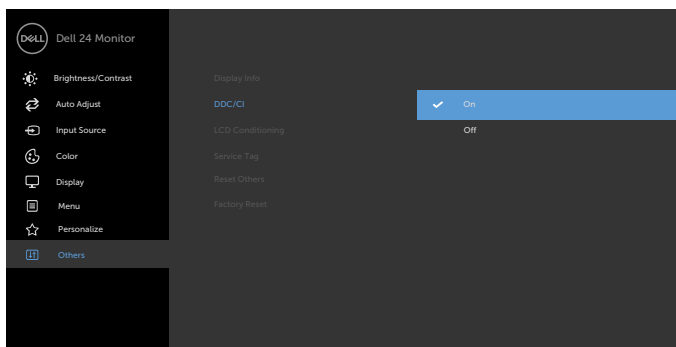 DELL Dell 24 Monitor
Brightness/Contrast
Auto Adjust
Input Source
Color
Display
Menu
Personalize
Others
Display Info
DDC/CI
LCD Conditioning
Service Tag
Reset Others
Factory Reset
On
Off